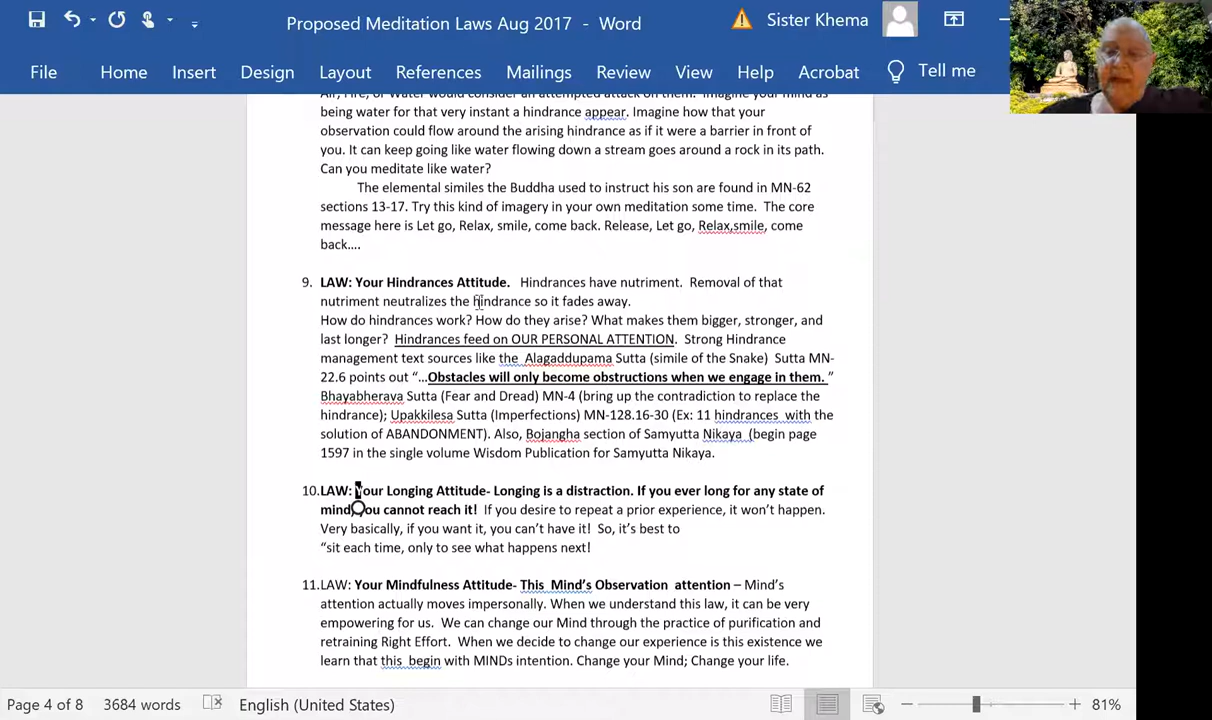 Proposed Meditation Laws Aug 2017 - Word
Sister Khema
File Home Insert Design Layout References Mailings Review View Help Acrobat Tell me
Air, Fire, or Water would consider an attempted attack on them. Imagine your mind as
being water for that very instant a hindrance appear. Imagine how that your
observation could flow around the arising hindrance as if it were a barrier in front of
you. It can keep going like water flowing down a stream goes around a rock in its path.
Can you meditate like water?
The elemental similes the Buddha used to instruct his son are found in MN-62
sections 13-17. Try this kind of imagery in your own meditation some time. The core
message here is Let go, Relax, smile, come back. Release, Let go, Relax,smile, come
back....
9. LAW: Your Hindrances Attitude. Hindrances have nutriment. Removal of that
nutriment neutralizes the hindrance so it fades away.
How do hindrances work? How do they arise? What makes them bigger, stronger, and
last longer? Hindrances feed on OUR PERSONAL ATTENTION. Strong Hindrance
management text sources like the Alagaddupama Sutta (simile of the Snake) Sutta MN-
22.6 points out “...Obstacles will only become obstructions when we engage in them. ”
Bhayabherava Sutta (Fear and Dread) MN-4 (bring up the contradiction to replace the
hindrance); Upakkilesa Sutta (Imperfections) MN-128.16-30 (Ex: 11 hindrances with the
solution of ABANDONMENT). Also, Bojangha section of Samyutta Nikaya (begin page
1597 in the single volume Wisdom Publication for Samyutta Nikaya.
10. LAW: Your Longing Attitude- Longing is a distraction. If you ever long for any state of
mind, you cannot reach it! If you desire to repeat a prior experience, it won’t happen.
Very basically, if you want it, you can’t have it! So, it’s best to
“sit each time, only to see what happens next!
11. LAW: Your Mindfulness Attitude- This Mind’s Observation attention – Mind’s
attention actually moves impersonally. When we understand this law, it can be very
empowering for us. We can change our Mind through the practice of purification and
retraining Right Effort. When we decide to change our experience is this existence we
learn that this begin with MINDs intention. Change your Mind; Change your life.
Page 4 of 8 3684 words English (United States) 81%